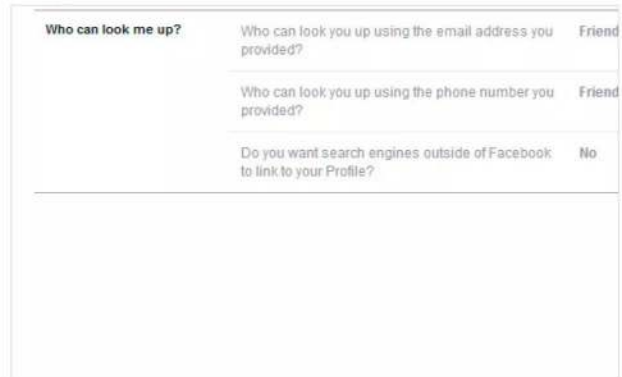 Who can look me up?
Who can look you up using the email address you
provided?
Friend
Who can look you up using the phone number you
provided?
Friend
Do you want search engines outside of Facebook
to link to your Profile?
No